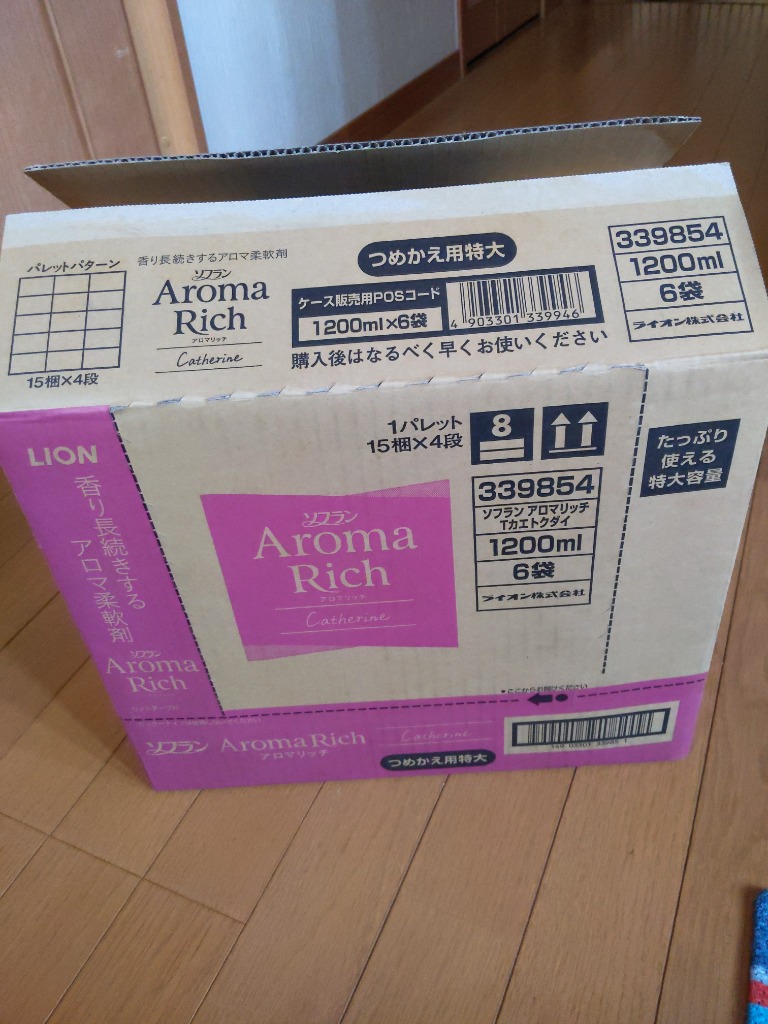 パレットパターン
15梱×4段
香り長続きするアロマ柔軟剤
ソフラン
Aroma
Rich
アロマリッチ
Catherine
つめかえ用特大
ケース販売用POSコード
1200ml×6袋
4 903301 339946
購入後はなるべく早くお使いください
339854
1200ml
6袋
ライオン株式会社
LION
香り長続きする
アロマ柔軟剤
ソフラン
Aroma
Rich
1パレット
15梱×4段
8
ソフラン
Aroma
Rich
アロマリッチ
Catherine
339854
ソフラン アロマリッチ
Tカエトクダイ
1200ml
6袋
ライオン株式会社
たっぷり
使える
特大容量
ソフラン Aroma Rich
アロマリッチ
Catherine
つめかえ用特大